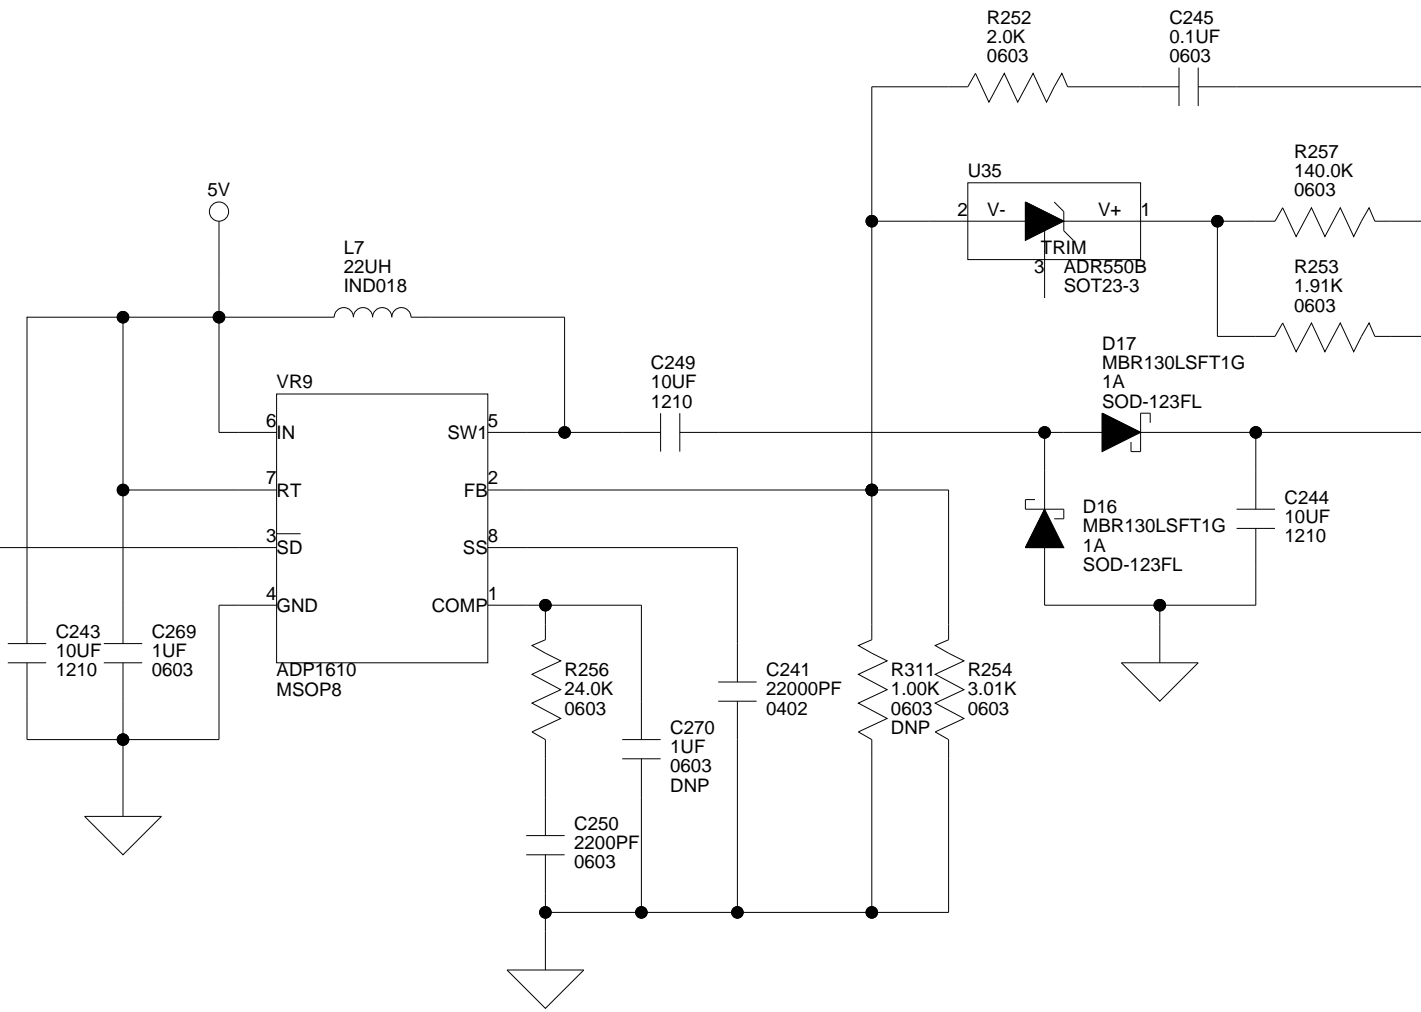 R252
2.0K
0603
C245
0.1UF
0603
R257
140.0K
0603
U35
2
V-
V+
1
TRIM
3
ADR550B
SOT23-3
R253
1.91K
0603
5V
L7
22UH
IND018
D17
MBR130LSFT1G
1A
SOD-123FL
C249
10UF
1210
VR9
6
IN
SW1
5
7
RT
FB
2
3
SD
SS
8
4
GND
COMP
1
ADP1610
MSOP8
D16
MBR130LSFT1G
1A
SOD-123FL
C244
10UF
1210
C243
10UF
1210
C269
1UF
0603
R256
24.0K
0603
C241
22000PF
0402
R311
1.00K
0603
DNP
R254
3.01K
0603
C270
1UF
0603
DNP
C250
2200PF
0603